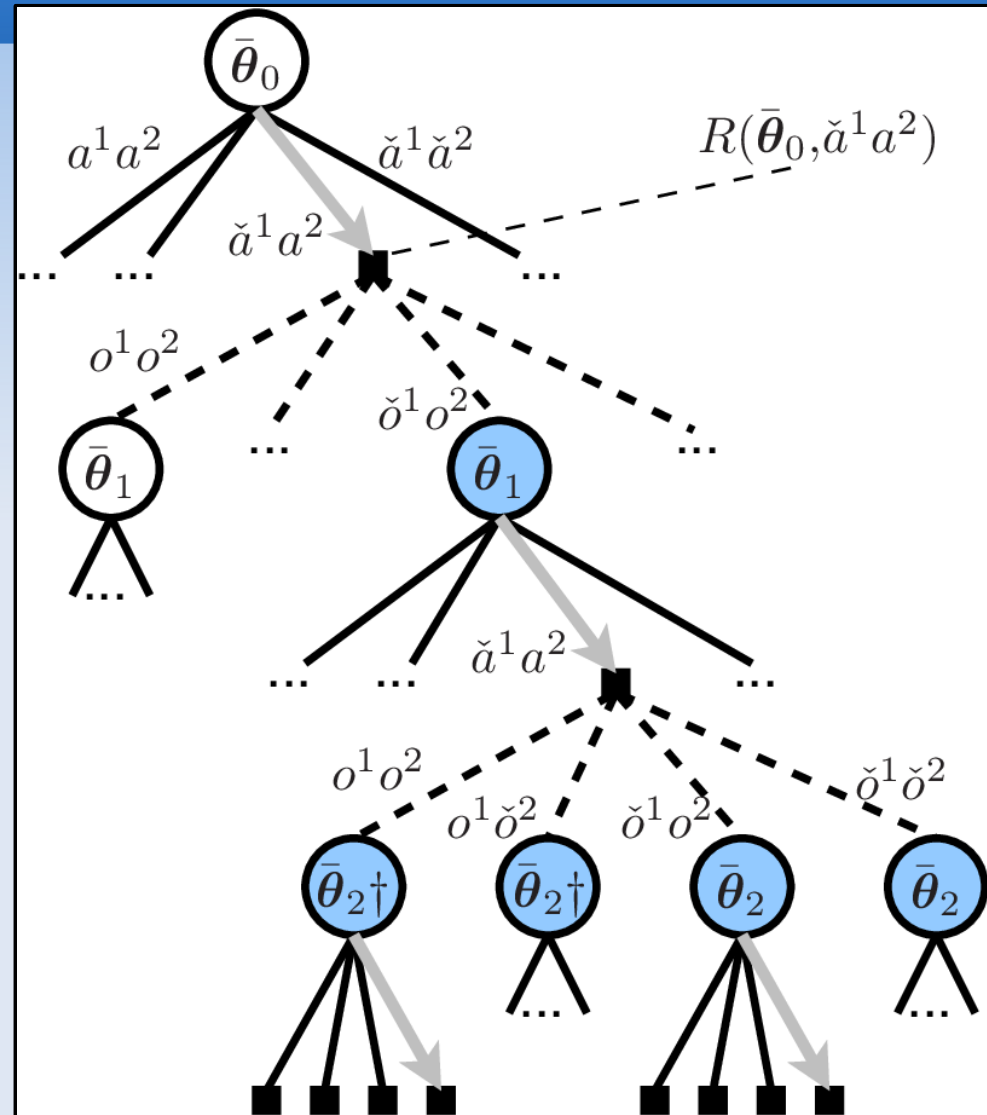 θ̄₀
a¹a²
ǎ¹ǎ²
R(θ̄₀,ǎ¹a²)
ǎ¹a²
... ... ...
o¹o²
ǒ¹o²
... ...
θ̄₁
θ̄₁
...
ǎ¹a²
... ... ...
o¹o²
o¹ǒ²
ǒ¹o²
ǒ¹ǒ²
θ̄₂†
θ̄₂†
θ̄₂
θ̄₂
... ...